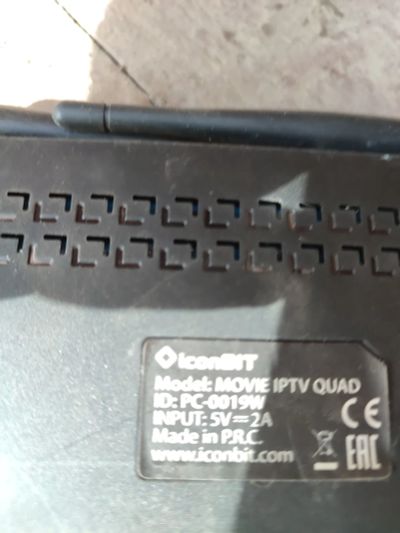 iconBIT
Model: MOVIE IPTV QUAD
ID: PC-0019W
INPUT: 5V⎓2A
Made in P.R.C.
www.iconbit.com
CE
EAC